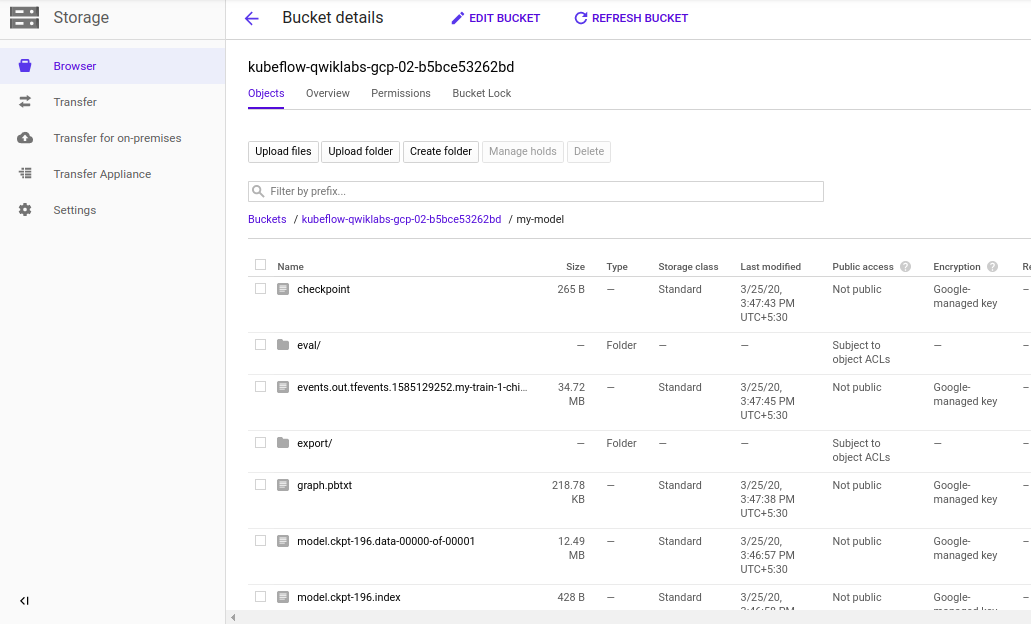 Storage
Bucket details
EDIT BUCKET
REFRESH BUCKET
Browser
Transfer
Transfer for on-premises
Transfer Appliance
Settings
kubeflow-qwiklabs-gcp-02-b5bce53262bd
Objects Overview Permissions Bucket Lock
Upload files Upload folder Create folder Manage holds Delete
Filter by prefix...
Buckets / kubeflow-qwiklabs-gcp-02-b5bce53262bd / my-model
Name Size Type Storage class Last modified Public access ? Encryption ? Re
checkpoint 265 B — Standard 3/25/20, Not public Google- –
3:47:43 PM managed key
UTC+5:30
eval/ — Folder — — Subject to — –
object ACLs
events.out.tfevents.1585129252.my-train-1-chi... 34.72 — Standard 3/25/20, Not public Google- –
MB 3:47:45 PM managed key
UTC+5:30
export/ — Folder — — Subject to — –
object ACLs
graph.pbtxt 218.78 — Standard 3/25/20, Not public Google- –
KB 3:47:38 PM managed key
UTC+5:30
model.ckpt-196.data-00000-of-00001 12.49 — Standard 3/25/20, Not public Google- –
MB 3:46:57 PM managed key
UTC+5:30
model.ckpt-196.index 428 B — Standard 3/25/20, Not public Google- –